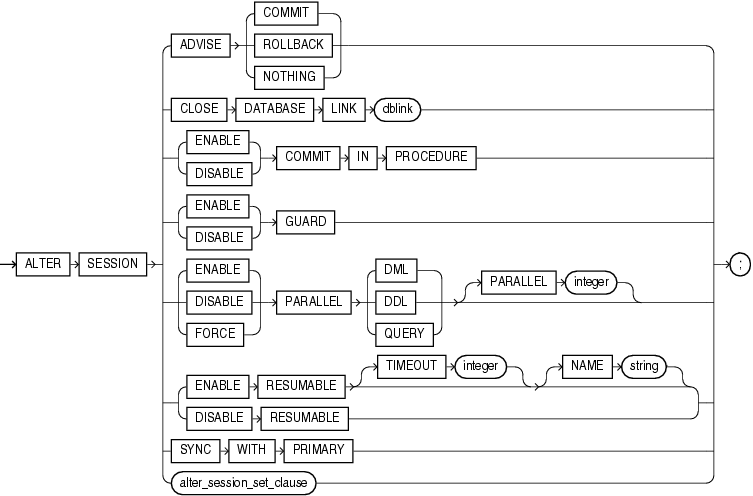 COMMIT
ADVISE ROLLBACK
NOTHING
CLOSE DATABASE LINK dblink
ENABLE
COMMIT IN PROCEDURE
DISABLE
ENABLE
GUARD
DISABLE
ALTER SESSION ;
ENABLE DML
PARALLEL integer
DISABLE PARALLEL DDL
FORCE QUERY
TIMEOUT integer NAME string
ENABLE RESUMABLE
DISABLE RESUMABLE
SYNC WITH PRIMARY
alter_session_set_clause